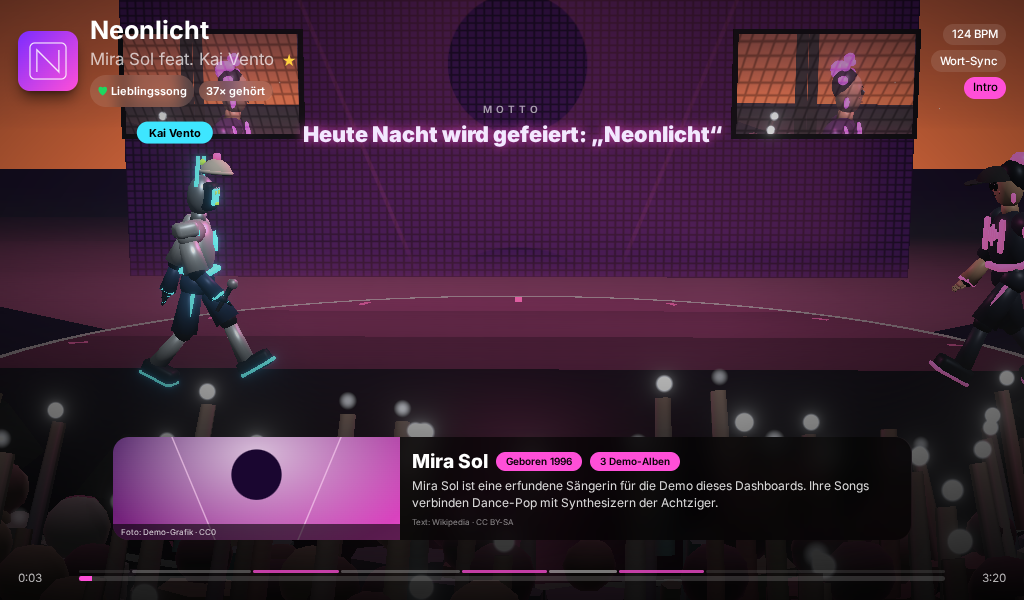 Neonlicht
Mira Sol feat. Kai Vento ★
Lieblingssong
37× gehört
124 BPM
Wort-Sync
Intro
MOTTO
Heute Nacht wird gefeiert: „Neonlicht“
Kai Vento
Mira Sol
Geboren 1996
3 Demo-Alben
Mira Sol ist eine erfundene Sängerin für die Demo dieses Dashboards. Ihre Songs
verbinden Dance-Pop mit Synthesizern der Achtziger.
Text: Wikipedia · CC BY-SA
Foto: Demo-Grafik · CC0
0:03
3:20